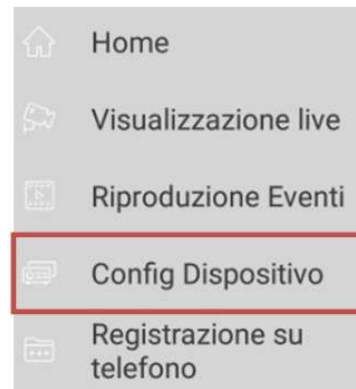 Home
Visualizzazione live
Riproduzione Eventi
Config Dispositivo
Registrazione su
telefono